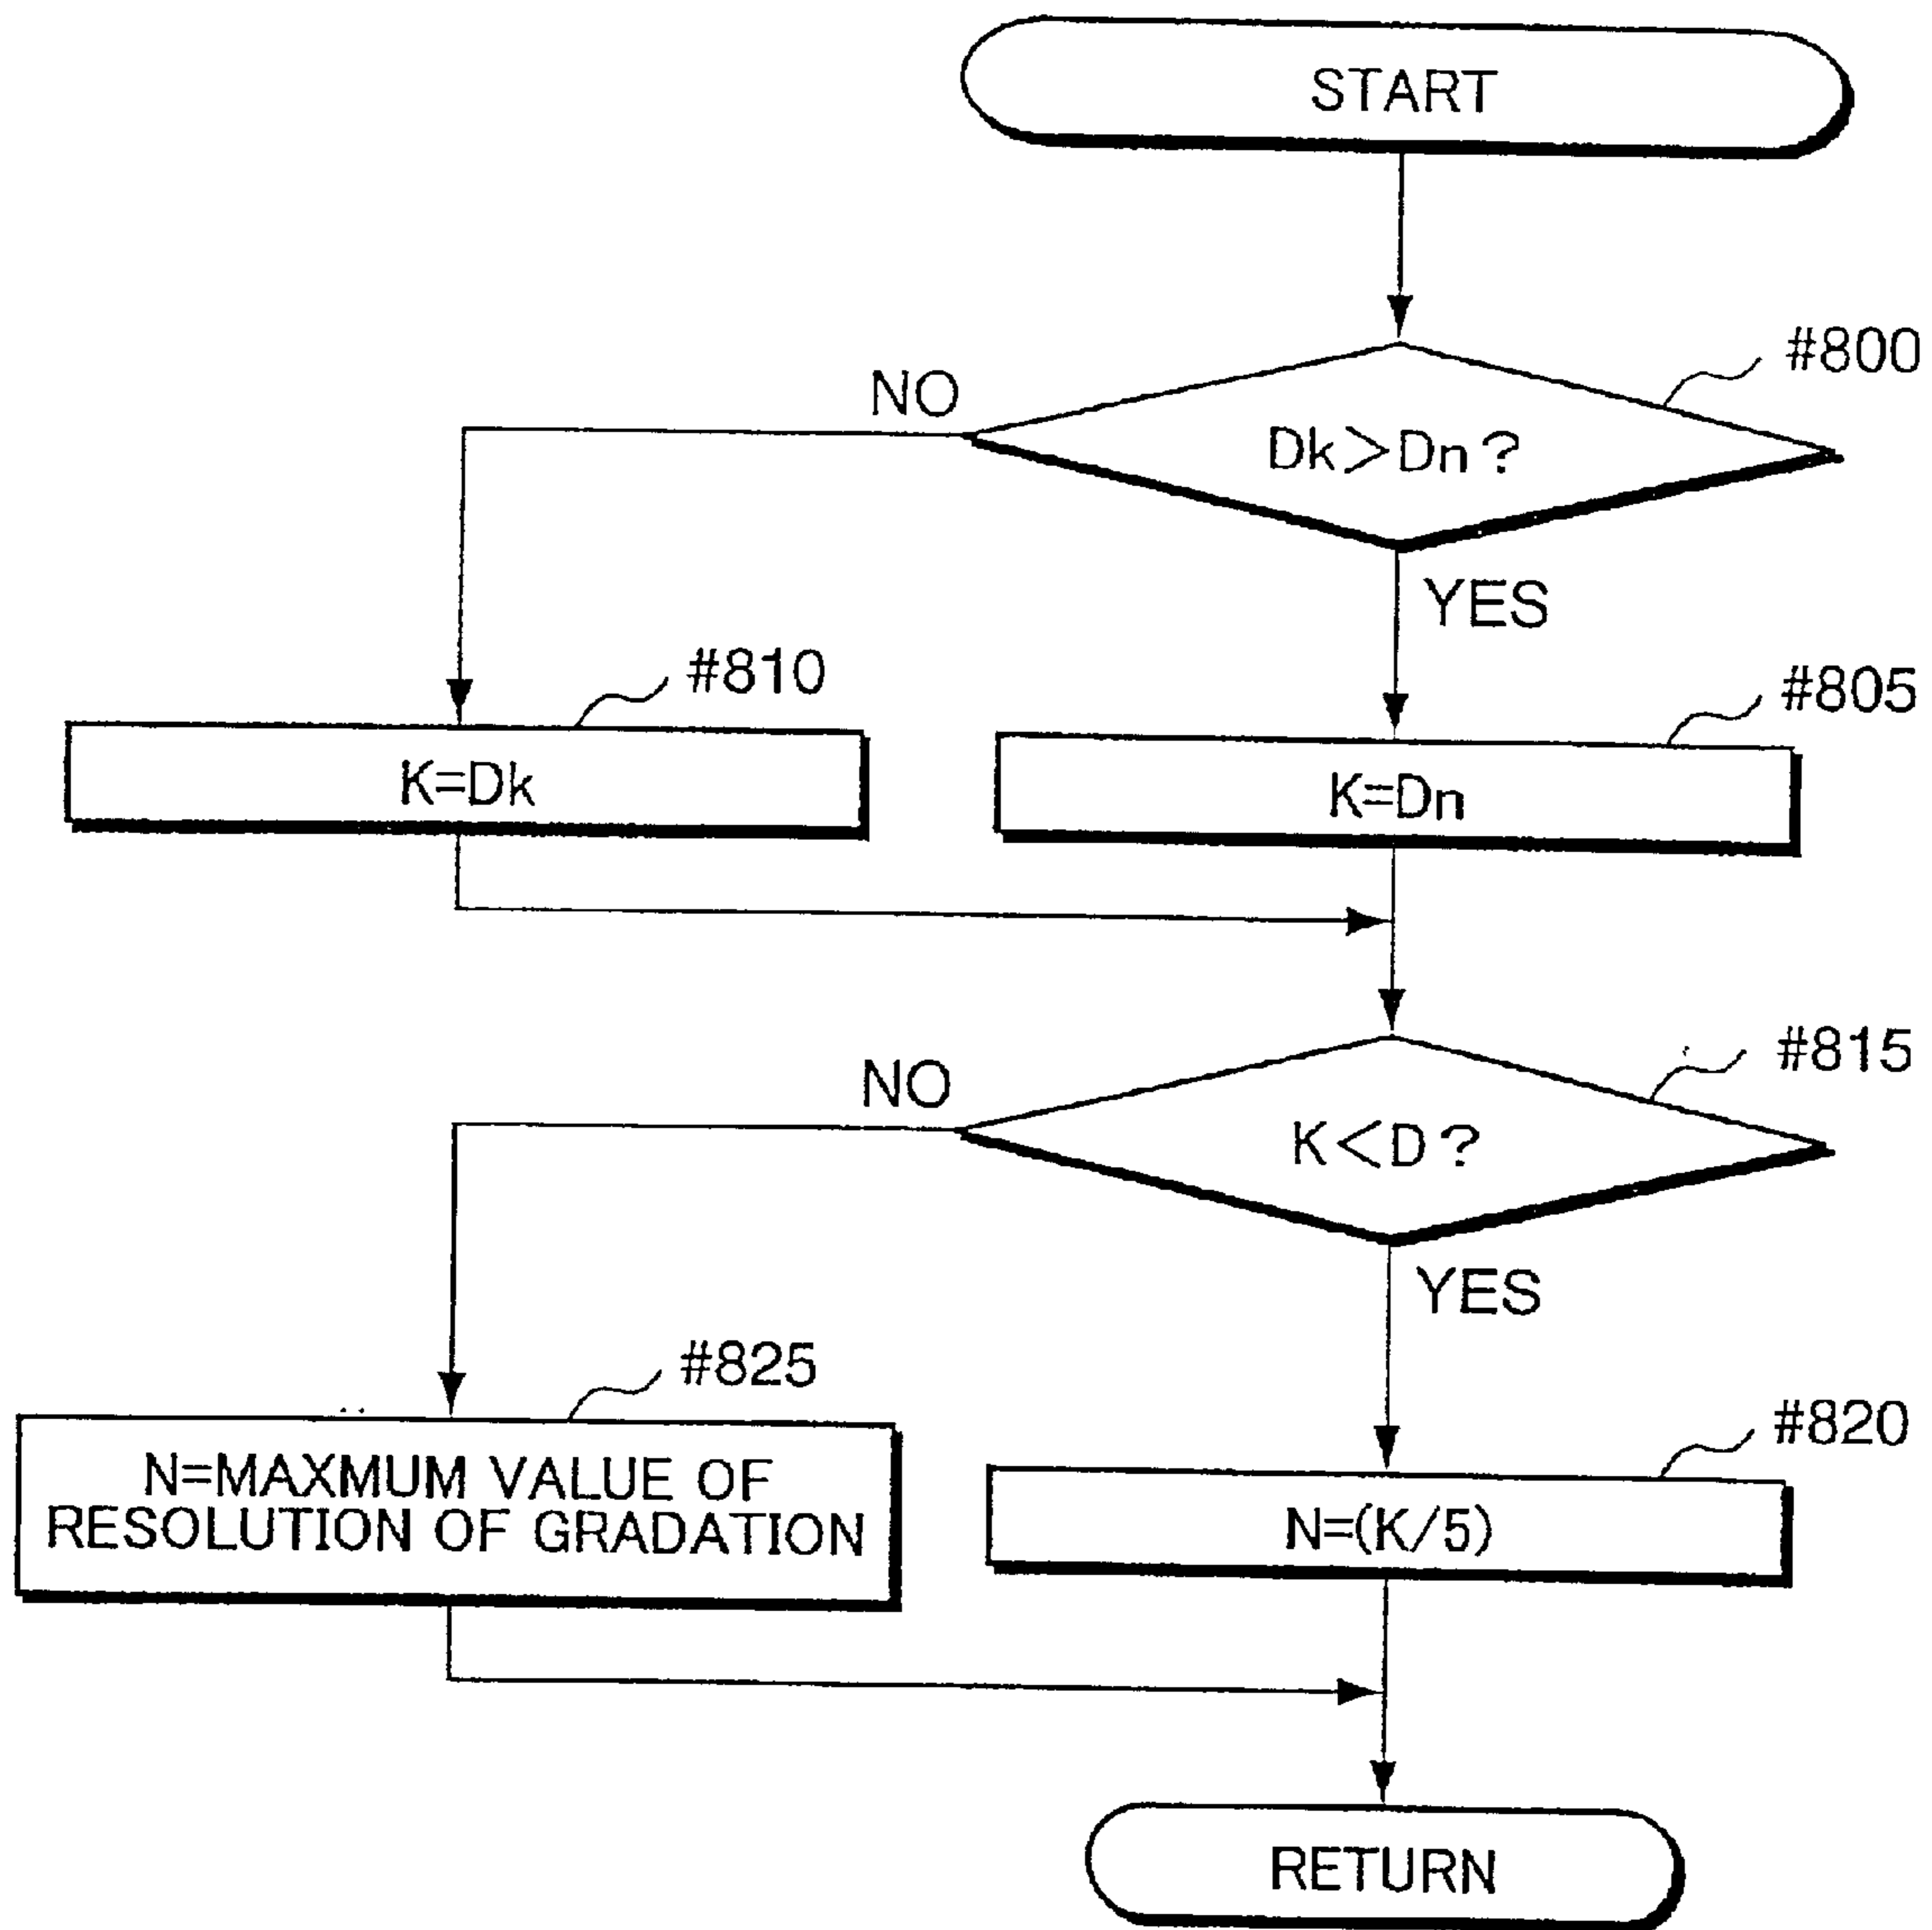 START
#800
NO
Dk>Dn?
YES
#810
#805
K=Dk
K=Dn
#815
NO
K<D?
YES
#825
#820
N=MAXMUM VALUE OF
RESOLUTION OF GRADATION
N=(K/5)
RETURN